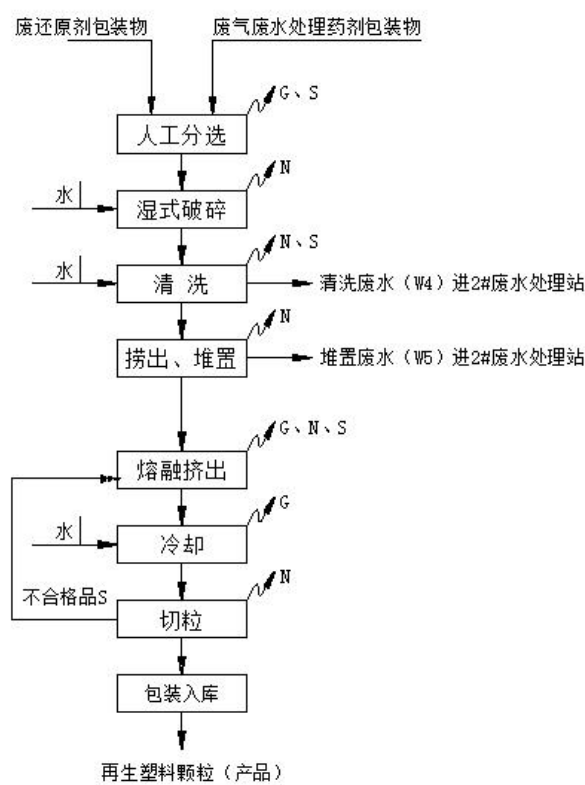 废还原剂包装物
废气废水处理药剂包装物
G、S
人工分选
N
水
湿式破碎
N、S
水
清 洗
清洗废水（W4）进2#废水处理站
N
捞出、堆置
堆置废水（W5）进2#废水处理站
G、N、S
熔融挤出
G
水
冷却
N
不合格品S
切粒
包装入库
再生塑料颗粒（产品）